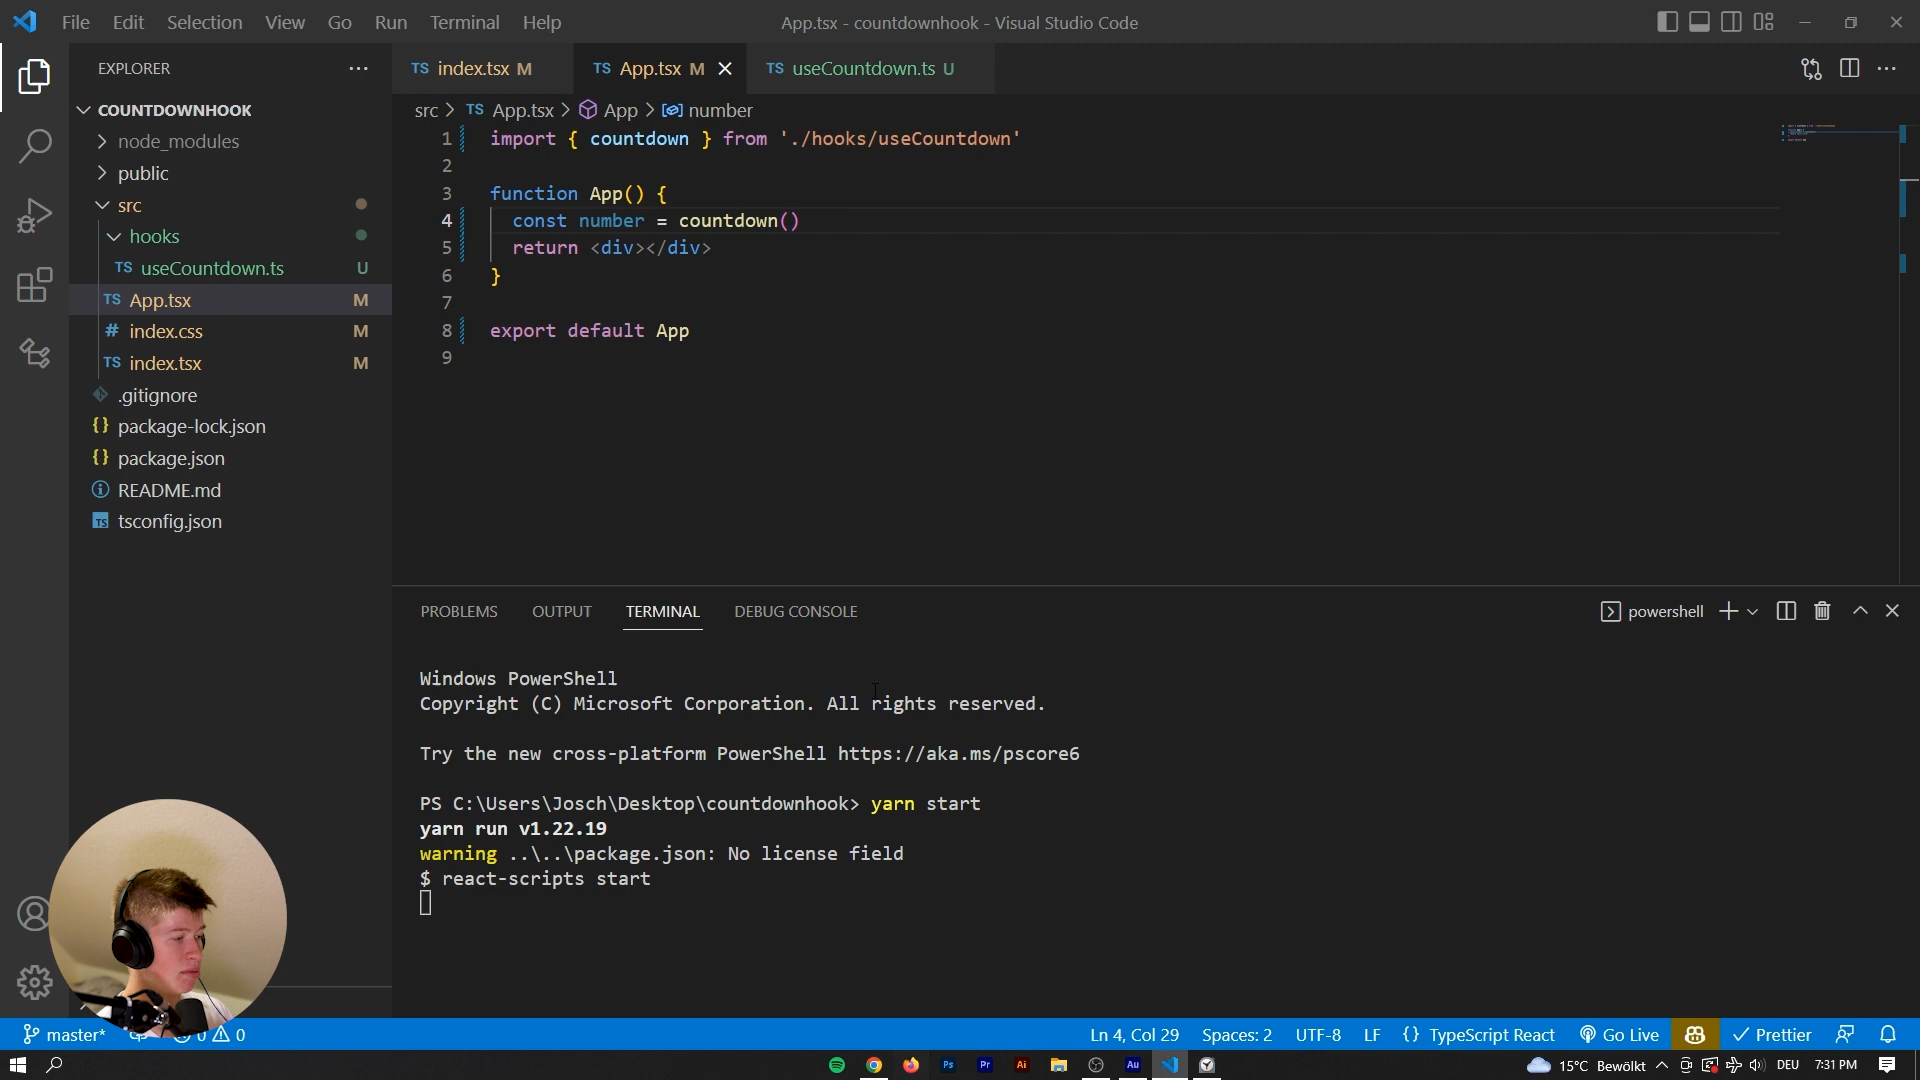 File Edit Selection View Go Run Terminal Help
App.tsx - countdownhook - Visual Studio Code
EXPLORER
COUNTDOWNHOOK
node_modules
public
src
hooks
TS useCountdown.ts U
TS App.tsx M
# index.css M
TS index.tsx M
.gitignore
{} package-lock.json
{} package.json
README.md
TS tsconfig.json
TS index.tsx M
TS App.tsx M
TS useCountdown.ts U
src > TS App.tsx > App > number
1 import { countdown } from './hooks/useCountdown'
2
3 function App() {
4 const number = countdown()
5 return <div></div>
6 }
7
8 export default App
9
PROBLEMS OUTPUT TERMINAL DEBUG CONSOLE
powershell
Windows PowerShell
Copyright (C) Microsoft Corporation. All rights reserved.
Try the new cross-platform PowerShell https://aka.ms/pscore6
PS C:\Users\Josch\Desktop\countdownhook> yarn start
yarn run v1.22.19
warning ..\..\package.json: No license field
$ react-scripts start
master* 0 0
Ln 4, Col 29 Spaces: 2 UTF-8 LF {} TypeScript React Go Live Prettier
Ps Pr Ai Au
15°C Bewölkt DEU 7:31 PM